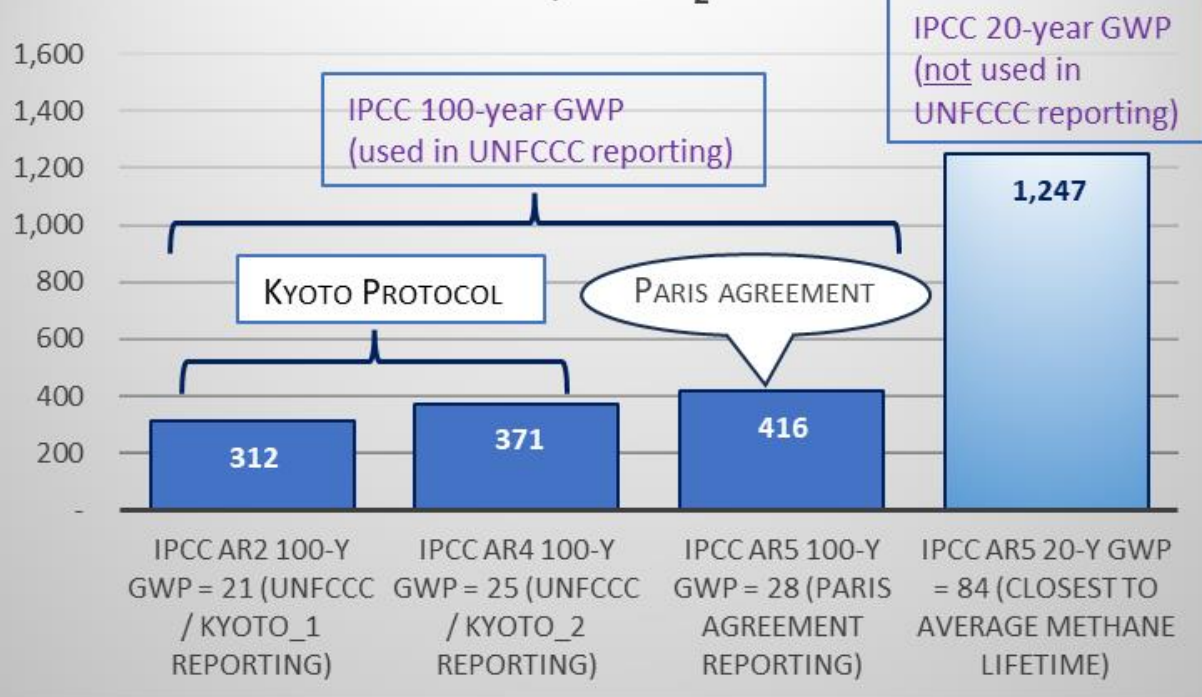 2
IPCC 20-year GWP
(not used in
UNFCCC reporting)
1,600
1,400
1,200
1,000
800
600
400
200
-
IPCC 100-year GWP
(used in UNFCCC reporting)
1,247
KYOTO PROTOCOL
PARIS AGREEMENT
312
371
416
IPCC AR2 100-Y
GWP = 21 (UNFCCC
/ KYOTO_1
REPORTING)
IPCC AR4 100-Y
GWP = 25 (UNFCCC
/ KYOTO_2
REPORTING)
IPCC AR5 100-Y
GWP = 28 (PARIS
AGREEMENT
REPORTING)
IPCC AR5 20-Y GWP
= 84 (CLOSEST TO
AVERAGE METHANE
LIFETIME)